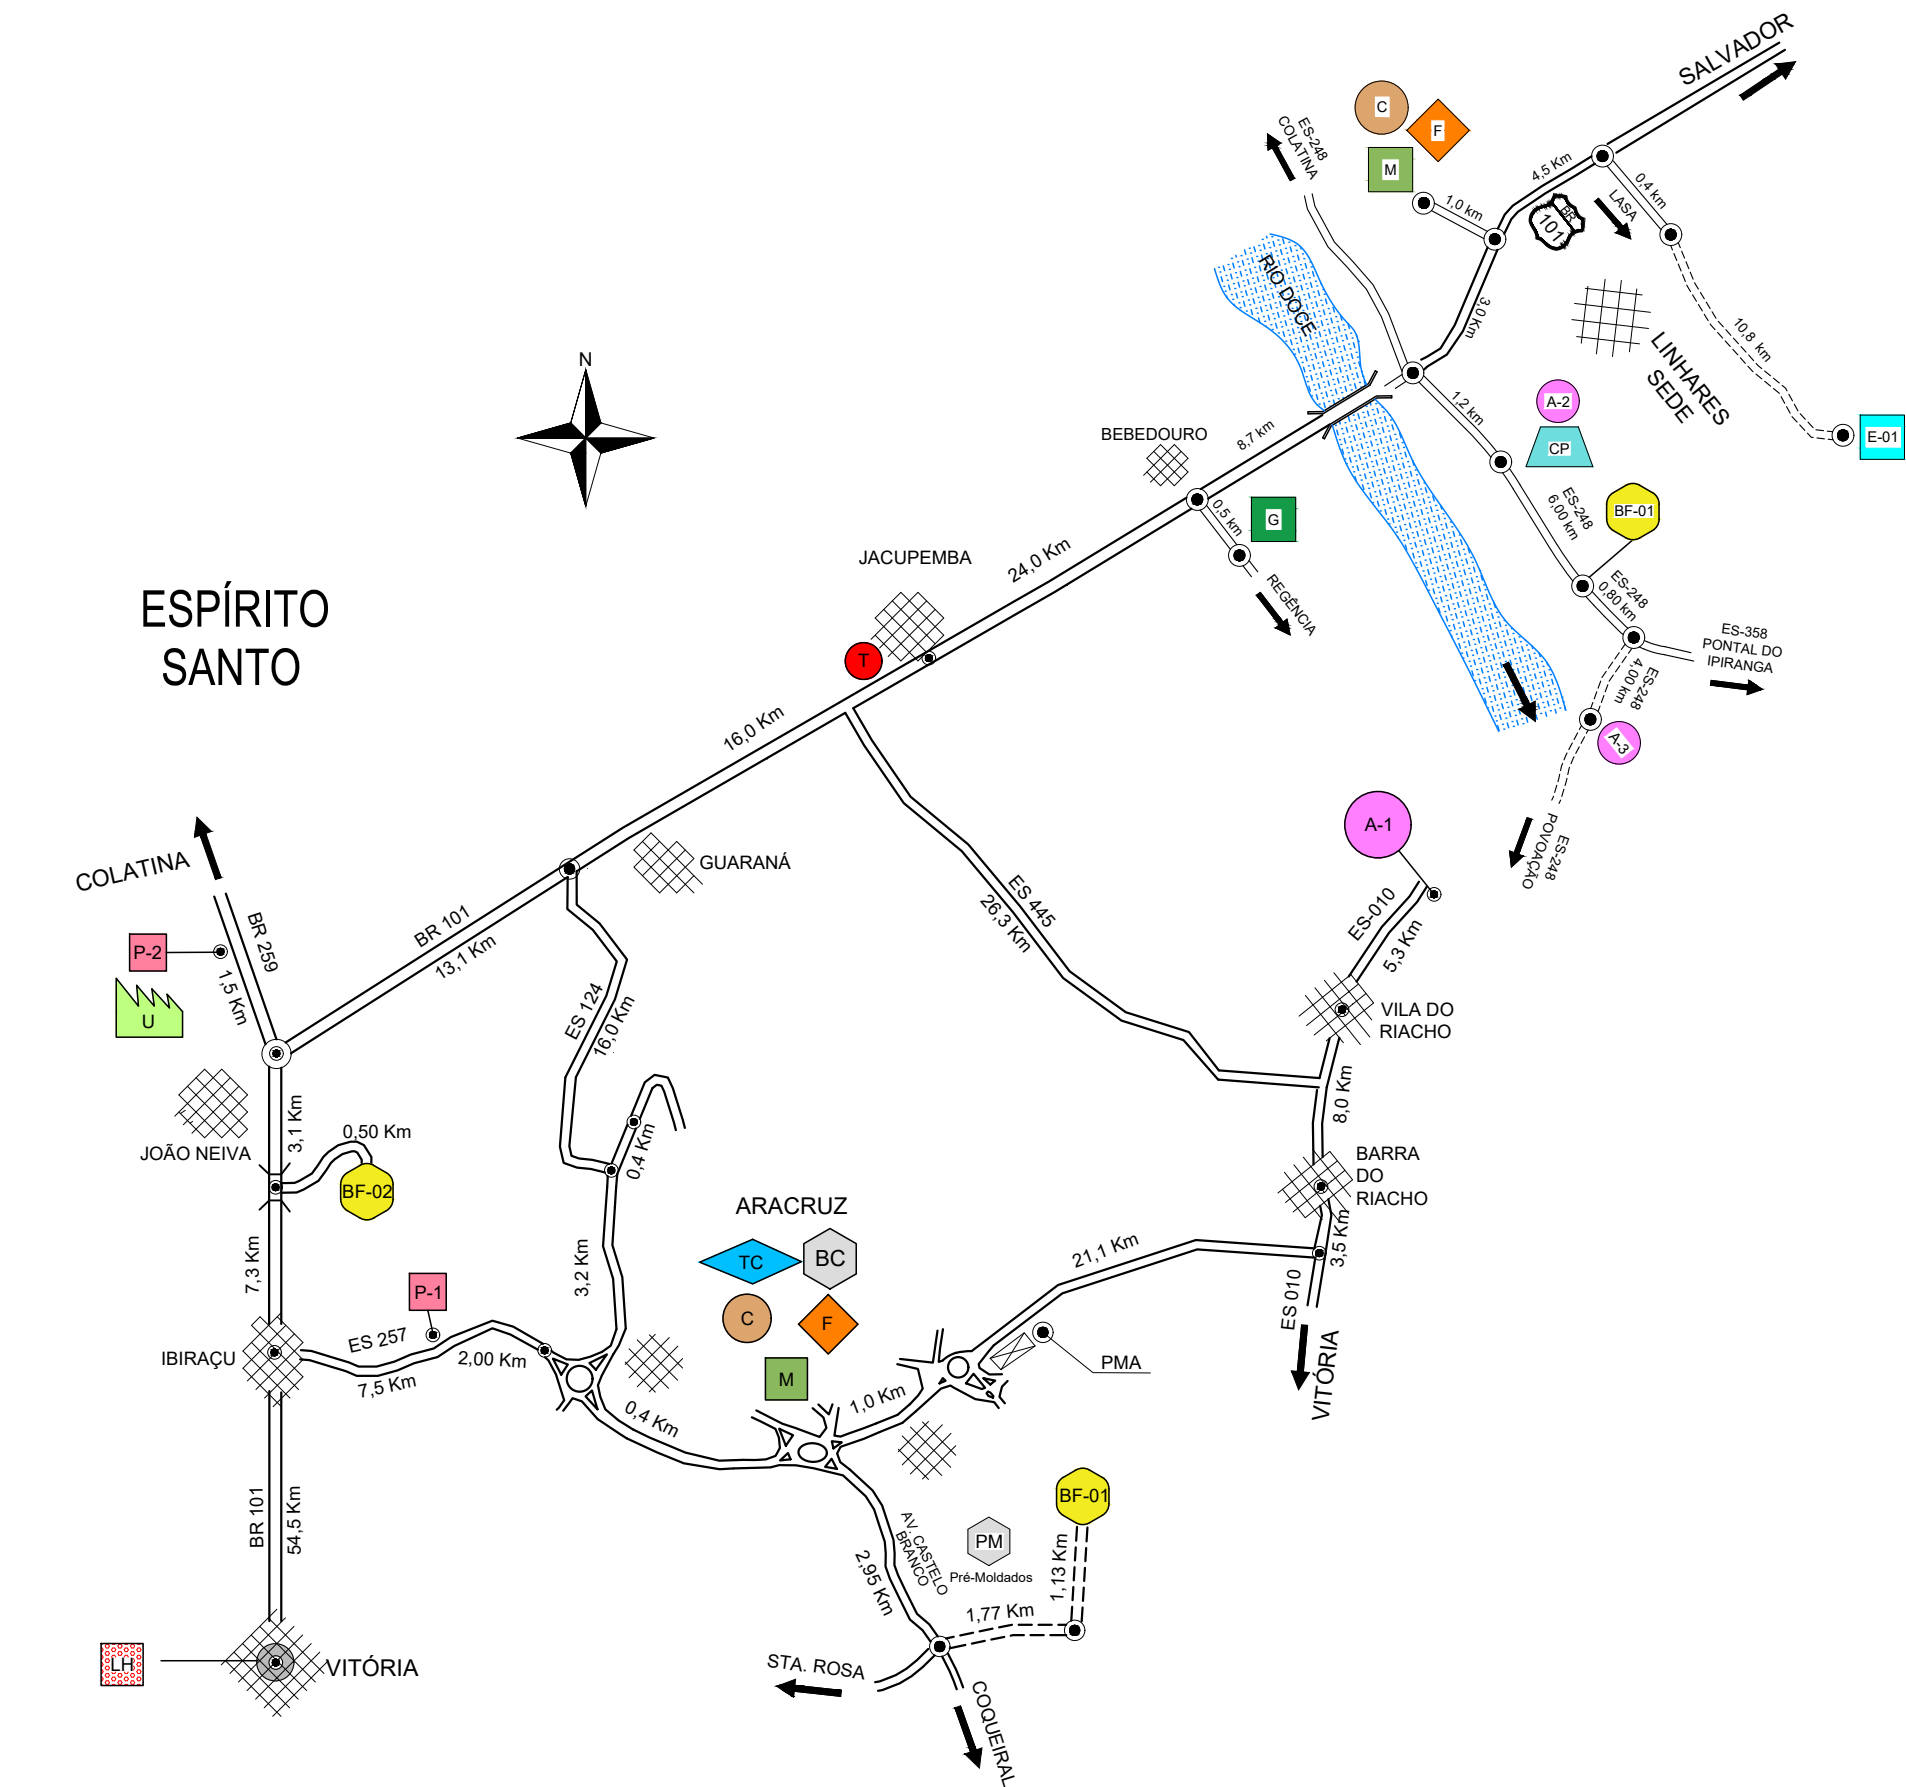 SALVADOR
C
F
M
ES-248
COLATINA
4,5 Km
0,4 km
1,0 km
LASA
BR
101
RIO DOCE
3,0 Km
10,8 km
LINHARES
SEDE
N
1,2 km
A-2
CP
E-01
BEBEDOURO
8,7 km
ES-248
6,00 km
BF-01
0,5 km
G
JACUPEMBA
24,0 Km
REGÊNCIA
ES-248
0,80 km
ES-358
PONTAL DO
IPIRANGA
ESPÍRITO
SANTO
T
ES-248
4,00 km
A-3
16,0 Km
A-1
ES-248
POVOAÇÃO
COLATINA
GUARANÁ
BR 259
BR 101
13,1 Km
ES 445
26,3 Km
ES-010
5,3 Km
P-2
1,5 Km
U
ES 124
16,0 Km
VILA DO
RIACHO
JOÃO NEIVA
3,1 Km
0,50 Km
BF-02
0,4 Km
8,0 Km
BARRA
DO
RIACHO
ARACRUZ
TC
BC
C
F
M
7,3 Km
3,2 Km
21,1 Km
3,5 Km
ES 010
P-1
IBIRAÇU
ES 257
7,5 Km
2,00 Km
PMA
VITÓRIA
0,4 Km
1,0 Km
BR 101
54,5 Km
AV. CASTELO
BRANCO
2,95 Km
PM
Pré-Moldados
BF-01
1,13 Km
1,77 Km
LH
VITÓRIA
STA. ROSA
COQUEIRAL